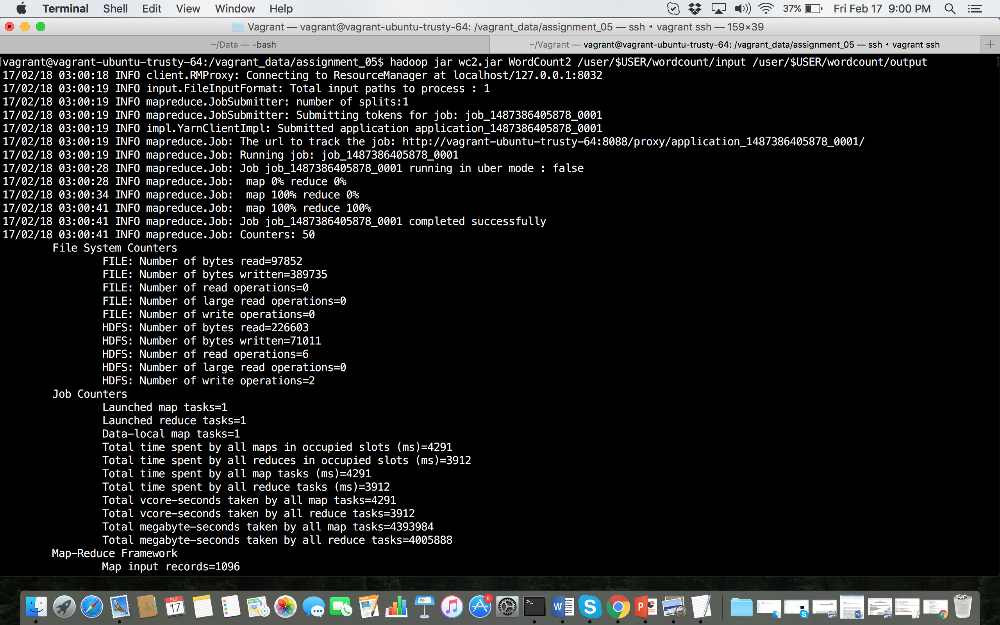 Terminal Shell Edit View Window Help 37% Fri Feb 17 9:00 PM
Vagrant — vagrant@vagrant-ubuntu-trusty-64: /vagrant_data/assignment_05 — ssh ◂ vagrant ssh — 159×39
~/Data — -bash
~/Vagrant — vagrant@vagrant-ubuntu-trusty-64: /vagrant_data/assignment_05 — ssh ◂ vagrant ssh
[vagrant@vagrant-ubuntu-trusty-64:/vagrant_data/assignment_05$ hadoop jar wc2.jar WordCount2 /user/$USER/wordcount/input /user/$USER/wordcount/output ]
17/02/18 03:00:18 INFO client.RMProxy: Connecting to ResourceManager at localhost/127.0.0.1:8032
17/02/18 03:00:19 INFO input.FileInputFormat: Total input paths to process : 1
17/02/18 03:00:19 INFO mapreduce.JobSubmitter: number of splits:1
17/02/18 03:00:19 INFO mapreduce.JobSubmitter: Submitting tokens for job: job_1487386405878_0001
17/02/18 03:00:19 INFO impl.YarnClientImpl: Submitted application application_1487386405878_0001
17/02/18 03:00:19 INFO mapreduce.Job: The url to track the job: http://vagrant-ubuntu-trusty-64:8088/proxy/application_1487386405878_0001/
17/02/18 03:00:19 INFO mapreduce.Job: Running job: job_1487386405878_0001
17/02/18 03:00:28 INFO mapreduce.Job: Job job_1487386405878_0001 running in uber mode : false
17/02/18 03:00:28 INFO mapreduce.Job:  map 0% reduce 0%
17/02/18 03:00:34 INFO mapreduce.Job:  map 100% reduce 0%
17/02/18 03:00:41 INFO mapreduce.Job:  map 100% reduce 100%
17/02/18 03:00:41 INFO mapreduce.Job: Job job_1487386405878_0001 completed successfully
17/02/18 03:00:41 INFO mapreduce.Job: Counters: 50
File System Counters
FILE: Number of bytes read=97852
FILE: Number of bytes written=389735
FILE: Number of read operations=0
FILE: Number of large read operations=0
FILE: Number of write operations=0
HDFS: Number of bytes read=226603
HDFS: Number of bytes written=71011
HDFS: Number of read operations=6
HDFS: Number of large read operations=0
HDFS: Number of write operations=2
Job Counters
Launched map tasks=1
Launched reduce tasks=1
Data-local map tasks=1
Total time spent by all maps in occupied slots (ms)=4291
Total time spent by all reduces in occupied slots (ms)=3912
Total time spent by all map tasks (ms)=4291
Total time spent by all reduce tasks (ms)=3912
Total vcore-seconds taken by all map tasks=4291
Total vcore-seconds taken by all reduce tasks=3912
Total megabyte-seconds taken by all map tasks=4393984
Total megabyte-seconds taken by all reduce tasks=4005888
Map-Reduce Framework
Map input records=1096
FEB
17
3D
PAGES
5
>_
W
S
P
S
W